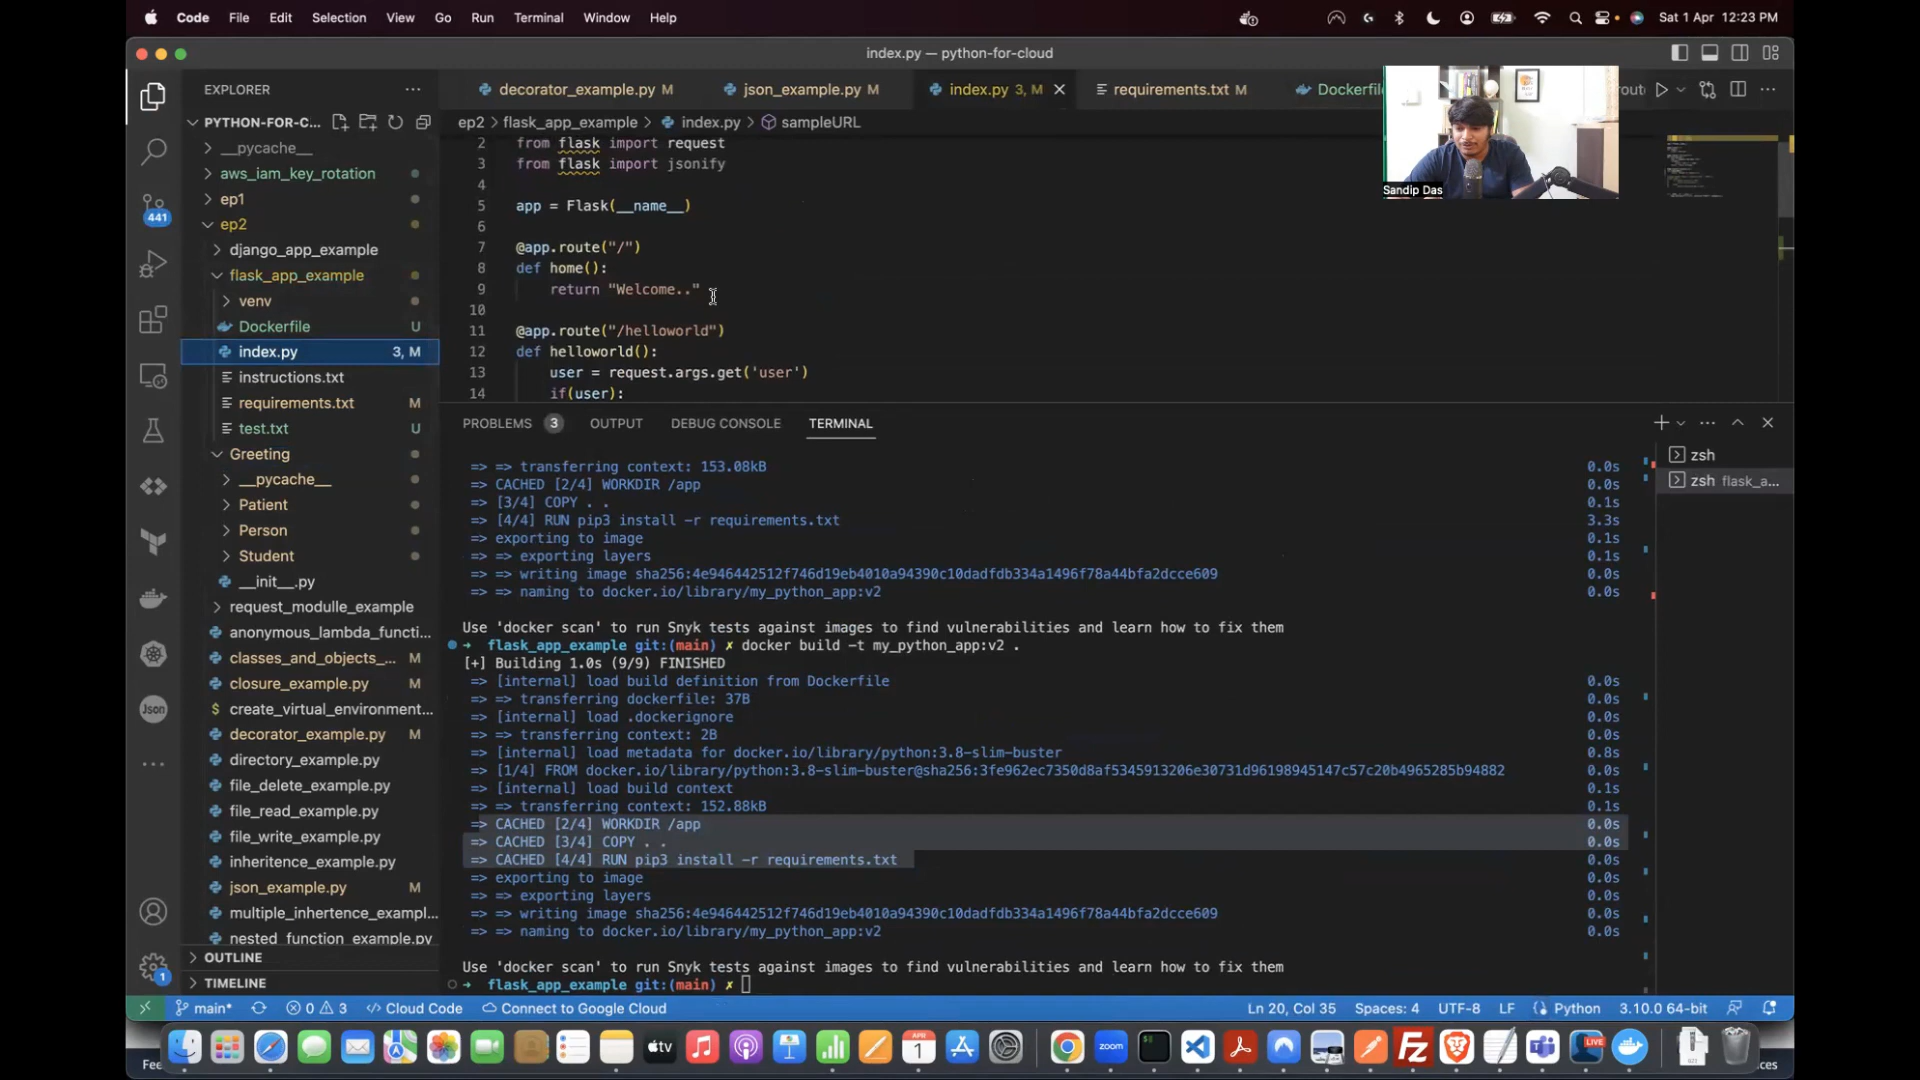 Code File Edit Selection View Go Run Terminal Window Help
Sat 1 Apr 12:23 PM
index.py — python-for-cloud
EXPLORER
decorator_example.py M
json_example.py M
index.py 3, M
requirements.txt M
Dockerfile
Sandip Das
PYTHON-FOR-C...
__pycache__
aws_iam_key_rotation
ep1
ep2
django_app_example
flask_app_example
venv
Dockerfile U
index.py 3, M
instructions.txt
requirements.txt M
test.txt U
Greeting
__pycache__
Patient
Person
Student
__init__.py
request_modulle_example
anonymous_lambda_functi...
classes_and_objects_... M
closure_example.py M
$ create_virtual_environment...
decorator_example.py M
directory_example.py
file_delete_example.py
file_read_example.py
file_write_example.py
inheritence_example.py
json_example.py M
multiple_inhertence_exampl...
nested_function_example.py
OUTLINE
TIMELINE
441
Json
1
ep2 > flask_app_example > index.py > sampleURL
2 from flask import request
3 from flask import jsonify
4
5 app = Flask(__name__)
6
7 @app.route("/")
8 def home():
9 return "Welcome.."
10
11 @app.route("/helloworld")
12 def helloworld():
13 user = request.args.get('user')
14 if(user):
PROBLEMS 3 OUTPUT DEBUG CONSOLE TERMINAL
zsh
zsh flask_a...
=> => transferring context: 153.08kB 0.0s
=> CACHED [2/4] WORKDIR /app 0.0s
=> [3/4] COPY . . 0.1s
=> [4/4] RUN pip3 install -r requirements.txt 3.3s
=> exporting to image 0.1s
=> => exporting layers 0.1s
=> => writing image sha256:4e946442512f746d19eb4010a94390c10dadfdb334a1496f78a44bfa2dcce609 0.0s
=> => naming to docker.io/library/my_python_app:v2 0.0s
Use 'docker scan' to run Snyk tests against images to find vulnerabilities and learn how to fix them
→ flask_app_example git:(main) ✗ docker build -t my_python_app:v2 .
[+] Building 1.0s (9/9) FINISHED
=> [internal] load build definition from Dockerfile 0.0s
=> => transferring dockerfile: 37B 0.0s
=> [internal] load .dockerignore 0.0s
=> => transferring context: 2B 0.0s
=> [internal] load metadata for docker.io/library/python:3.8-slim-buster 0.8s
=> [1/4] FROM docker.io/library/python:3.8-slim-buster@sha256:3fe962ec7350d8af5345913206e30731d96198945147c57c20b4965285b94882 0.0s
=> [internal] load build context 0.1s
=> => transferring context: 152.88kB 0.1s
=> CACHED [2/4] WORKDIR /app 0.0s
=> CACHED [3/4] COPY . . 0.0s
=> CACHED [4/4] RUN pip3 install -r requirements.txt 0.0s
=> exporting to image 0.0s
=> => exporting layers 0.0s
=> => writing image sha256:4e946442512f746d19eb4010a94390c10dadfdb334a1496f78a44bfa2dcce609 0.0s
=> => naming to docker.io/library/my_python_app:v2 0.0s
Use 'docker scan' to run Snyk tests against images to find vulnerabilities and learn how to fix them
→ flask_app_example git:(main) ✗
main* 0 3 Cloud Code Connect to Google Cloud
Ln 20, Col 35 Spaces: 4 UTF-8 LF Python 3.10.0 64-bit
tv
APR
1
zoom
LIVE